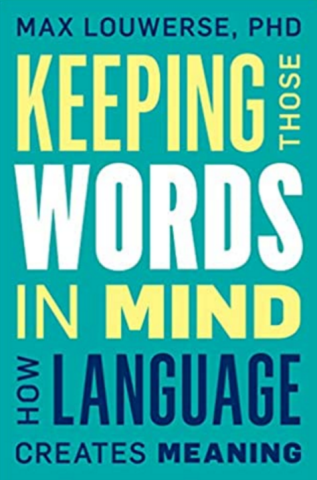 MAX LOUWERSE, PHD
KEEPING THOSE
WORDS
IN MIND
HOW LANGUAGE
CREATES MEANING